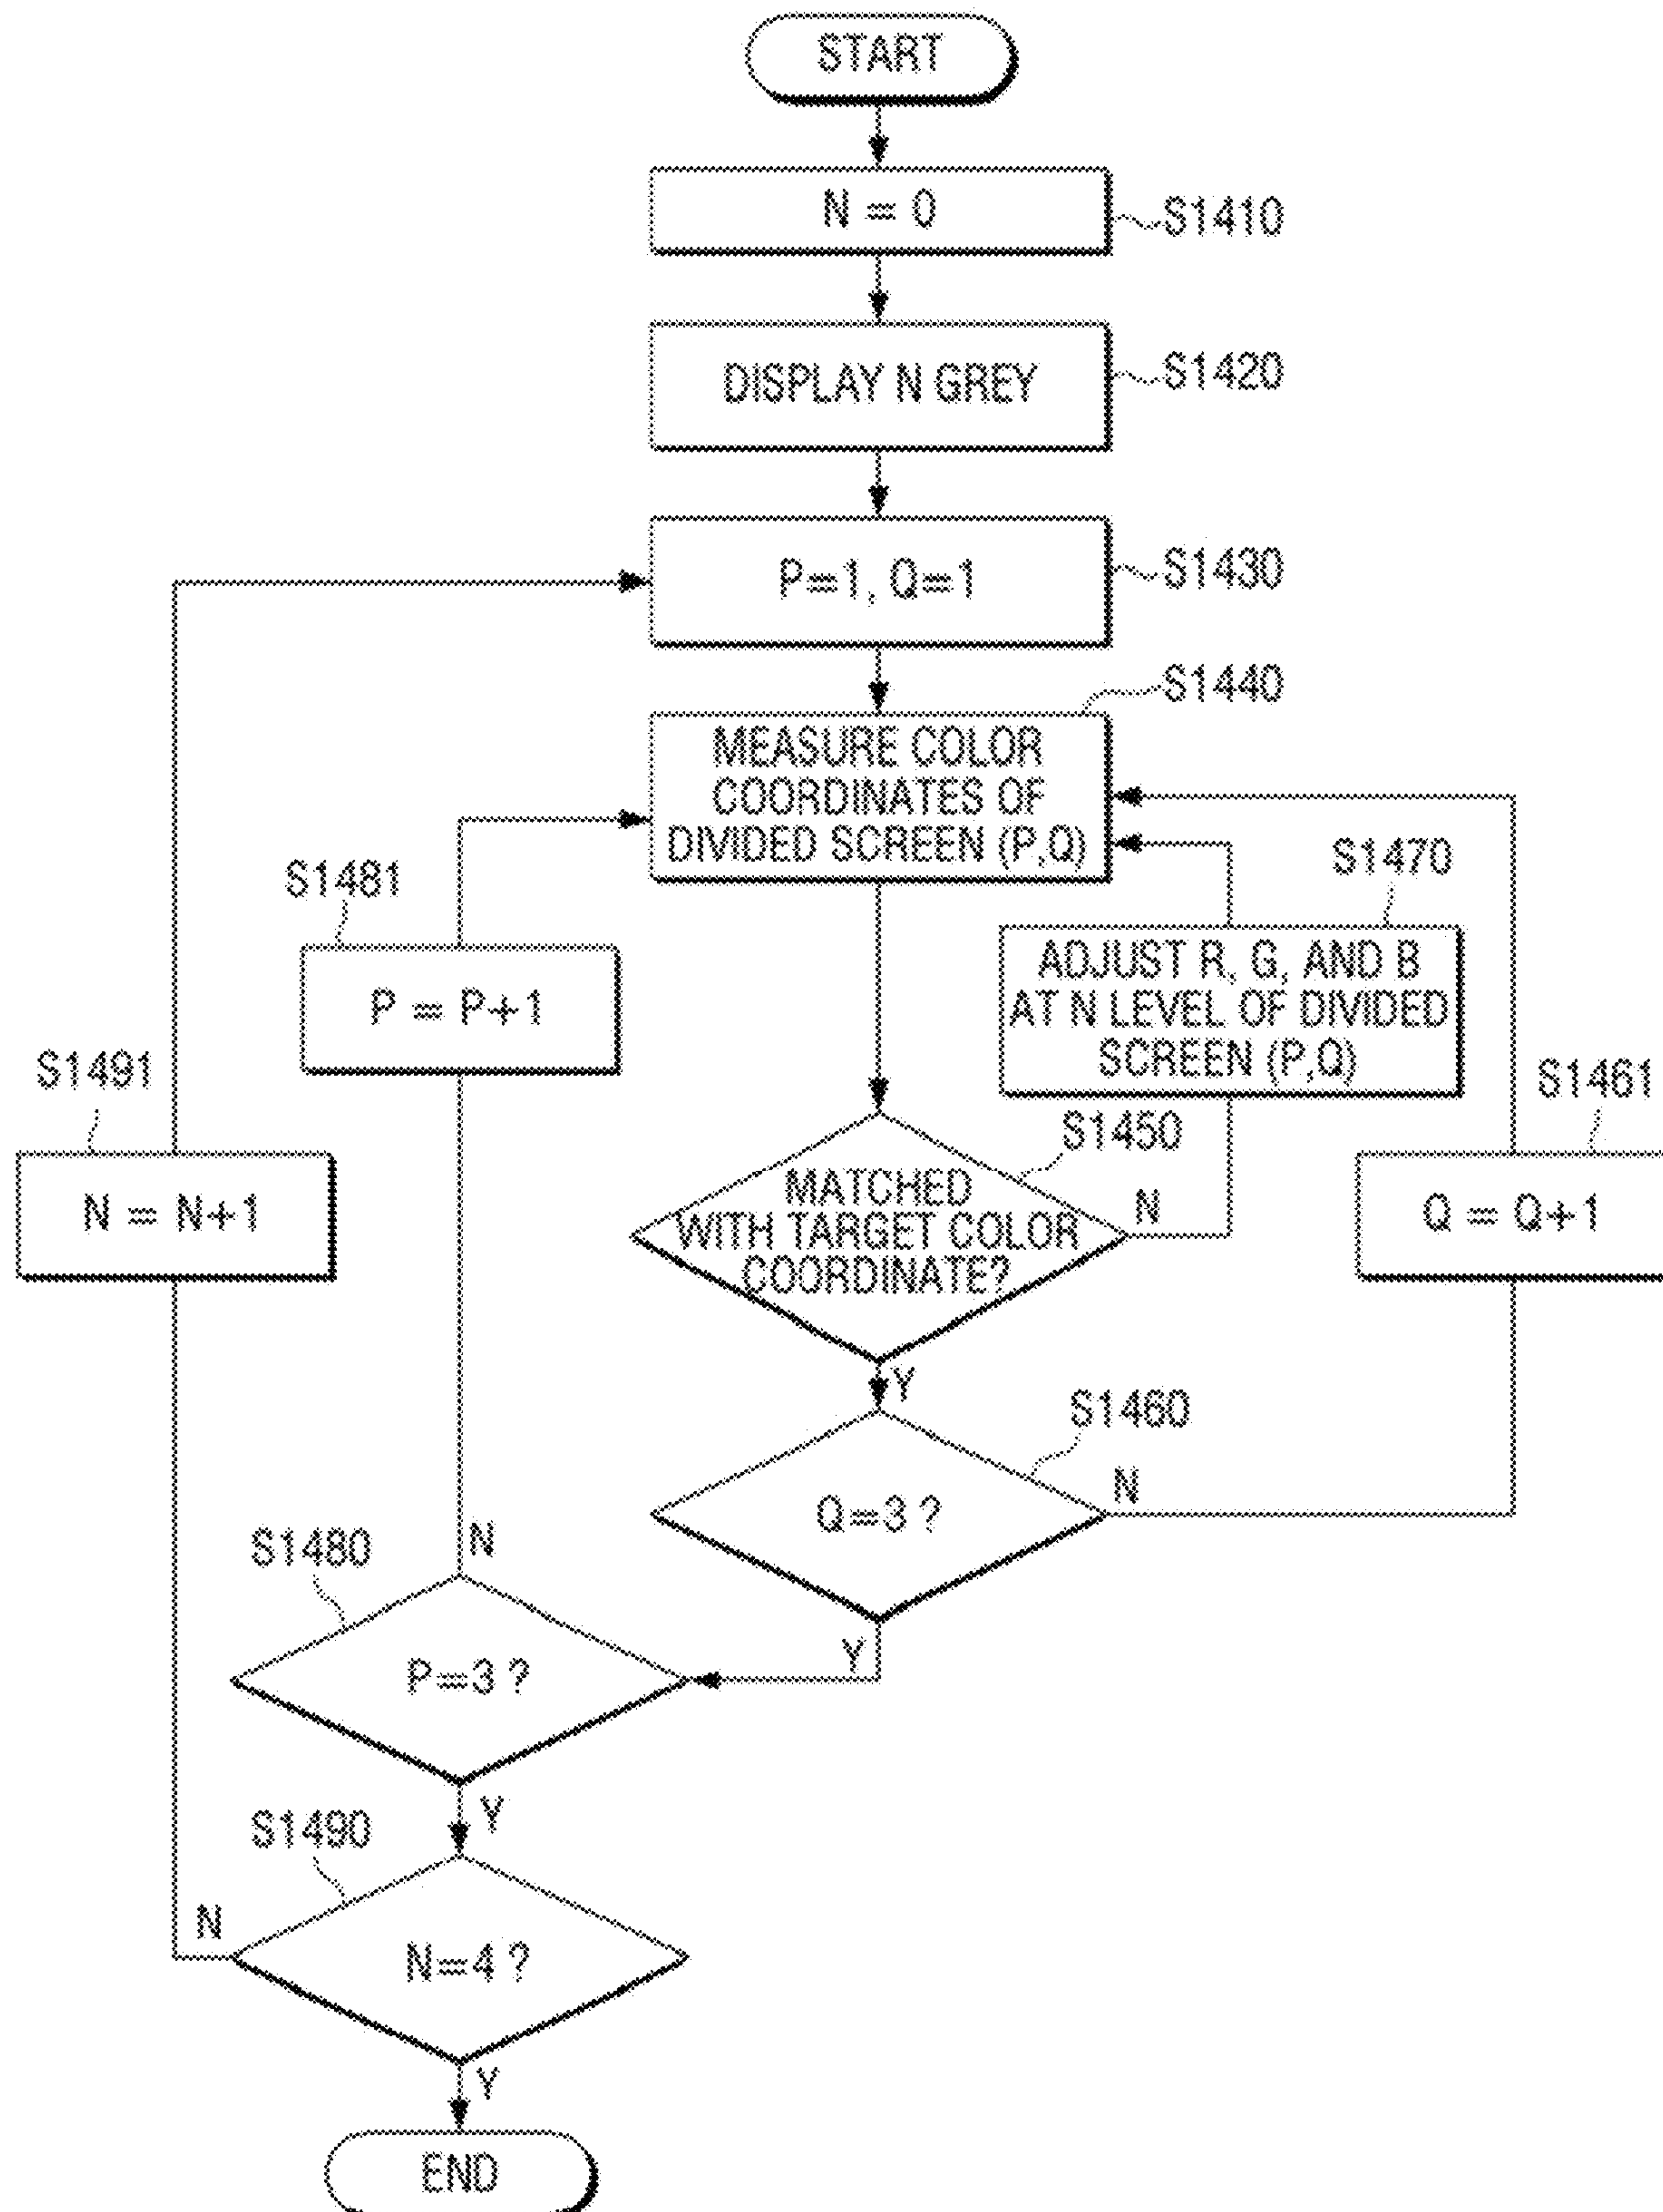 START
N = 0
S1410
DISPLAY N GREY
S1420
P=1, Q=1
S1430
S1440
MEASURE COLOR
COORDINATES OF
DIVIDED SCREEN (P,Q)
S1481
P = P+1
S1470
ADJUST R, G, AND B
AT N LEVEL OF DIVIDED
SCREEN (P,Q)
S1491
N = N+1
S1450
MATCHED
WITH TARGET COLOR
COORDINATE?
N
S1461
Q = Q+1
Y
S1460
Q=3 ?
N
Y
S1480
N
P=3 ?
Y
S1490
N
N=4 ?
Y
END